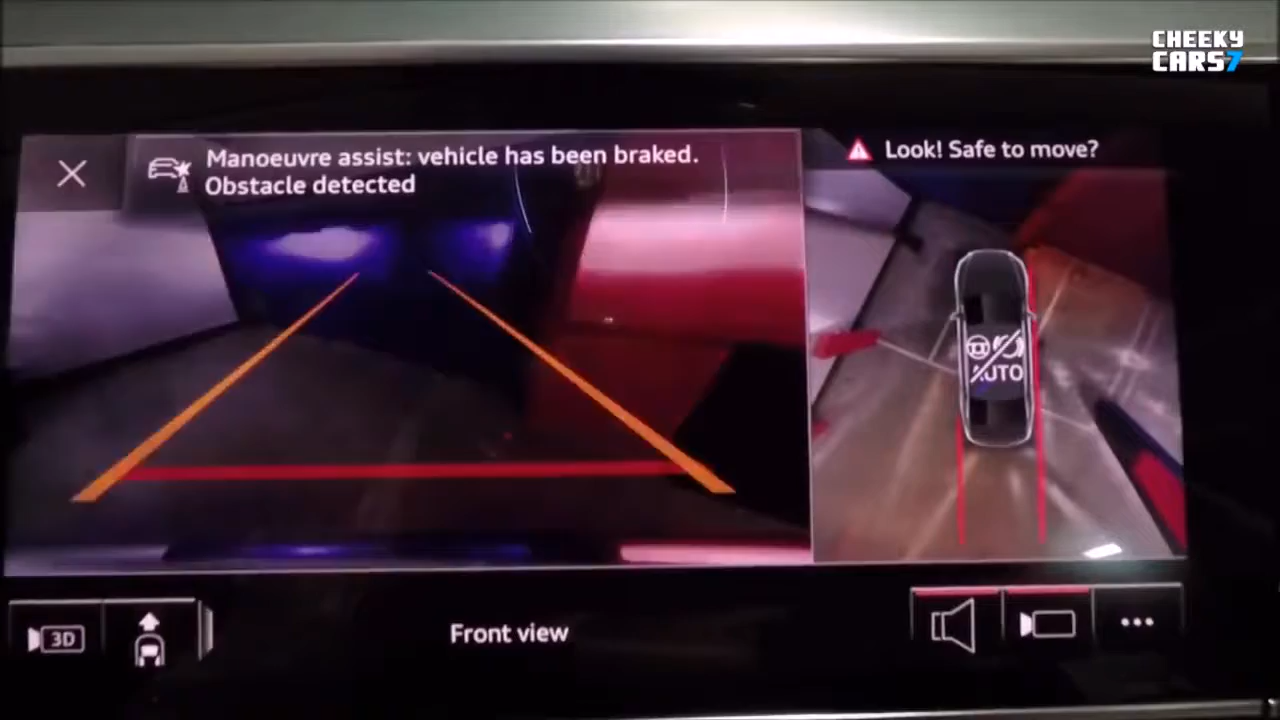 CHEEKY
CARS7
Manoeuvre assist: vehicle has been braked.
Obstacle detected
Look! Safe to move?
AUTO
3D
Front view